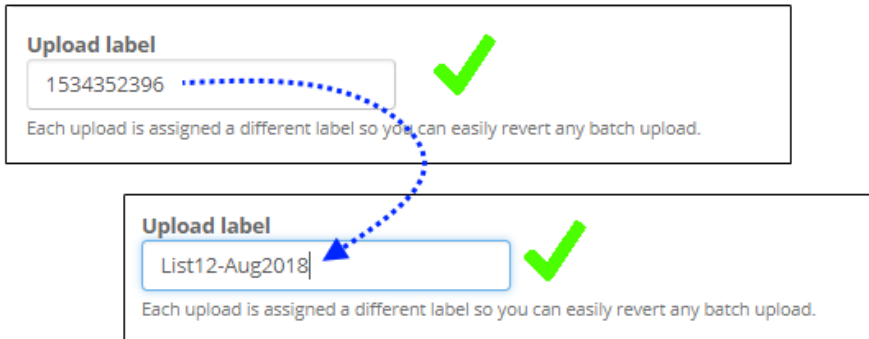 Upload label
1534352396
Each upload is assigned a different label so you can easily revert any batch upload.
Upload label
List12-Aug2018
Each upload is assigned a different label so you can easily revert any batch upload.